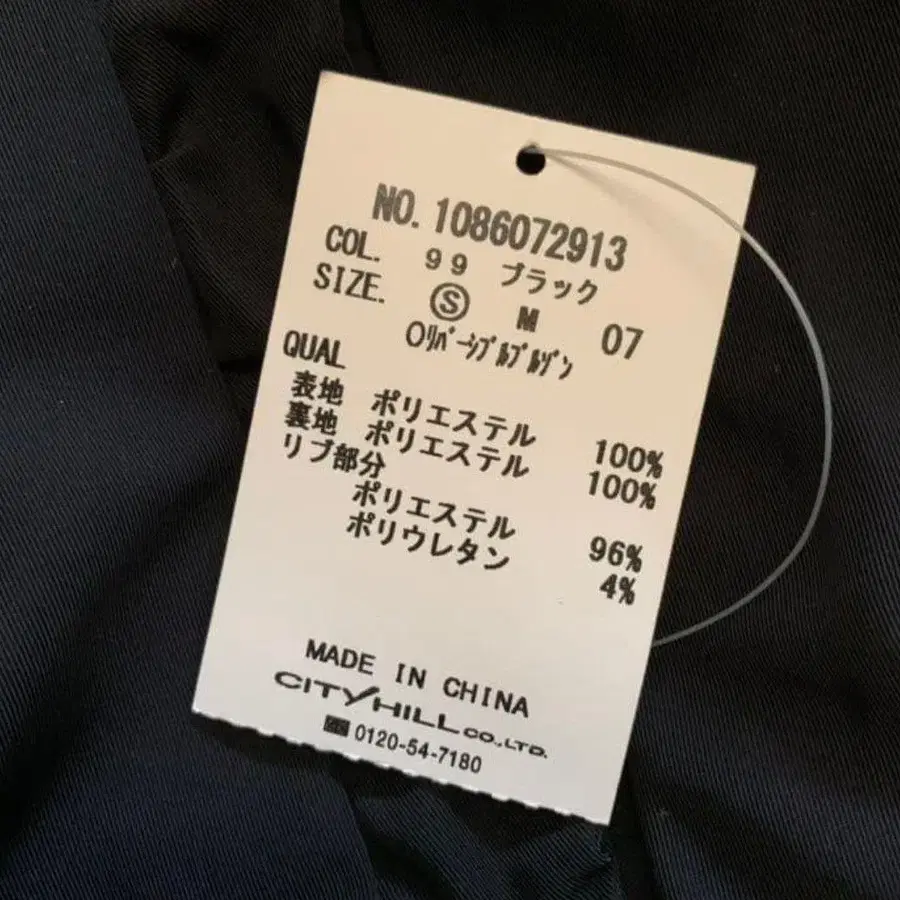 NO. 1086072913
COL. 99 ブラック
SIZE. Ⓢ M 07
Oﾘﾊﾞｰｼﾌﾞﾙﾌﾞﾙｿﾞﾝ
QUAL
表地 ポリエステル 100%
裏地 ポリエステル 100%
リブ部分
ポリエステル 96%
ポリウレタン 4%
MADE IN CHINA
CITY HILL CO.,LTD.
0120-54-7180